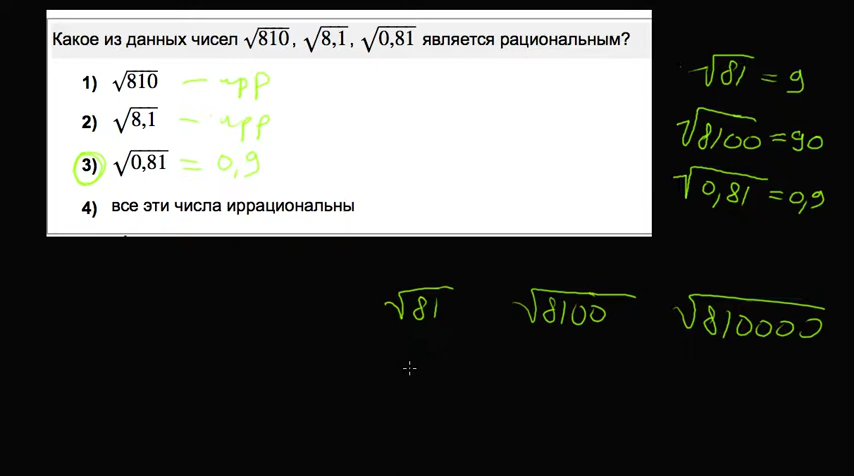 Какое из данных чисел √810, √8,1, √0,81 является рациональным?
1) √810 – ирр
2) √8,1 – ирр
3) √0,81 = 0,9
4) все эти числа иррациональны
√81 = 9
√8100 = 90
√0,81 = 0,9
√81 √8100 √810000